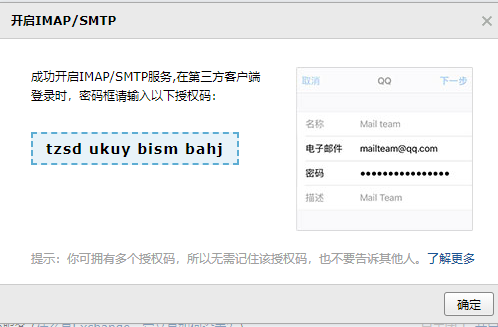 开启IMAP/SMTP
成功开启IMAP/SMTP服务,在第三方客户端
登录时，密码框请输入以下授权码：
tzsd ukuy bism bahj
取消 QQ 下一步
名称 Mail team
电子邮件 mailteam@qq.com
密码 ●●●●●●●●●●●●●●●●
描述 Mail Team
提示：你可拥有多个授权码，所以无需记住该授权码，也不要告诉其他人。了解更多
确定